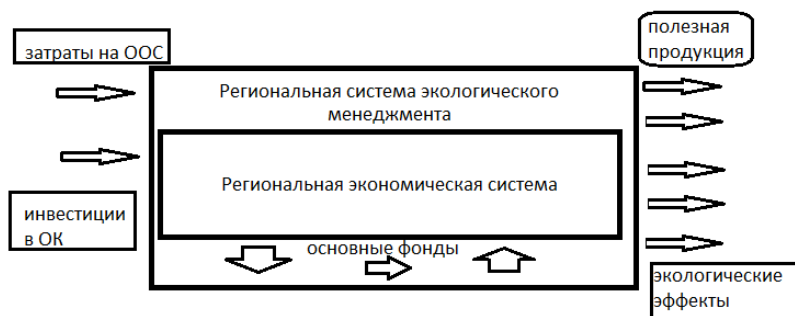 затраты на ООС
полезная
продукция
Региональная система экологического
менеджмента
Региональная экономическая система
инвестиции
в ОК
основные фонды
экологические
эффекты